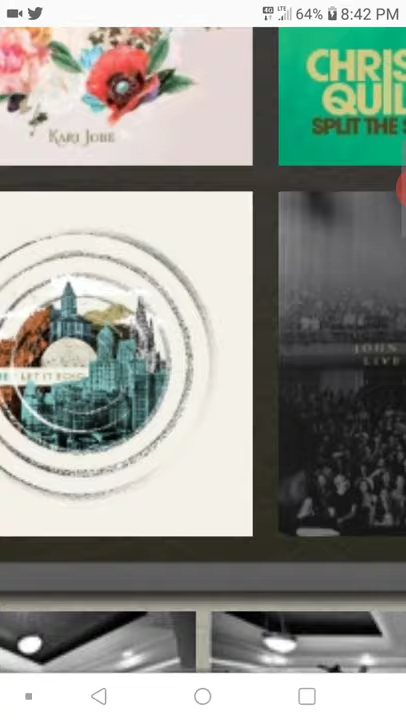 64% 8:42 PM
CHRIS
QUIL
KARI JOBE
SPLIT THE S
LET IT ECHO
JOHN
LIVE